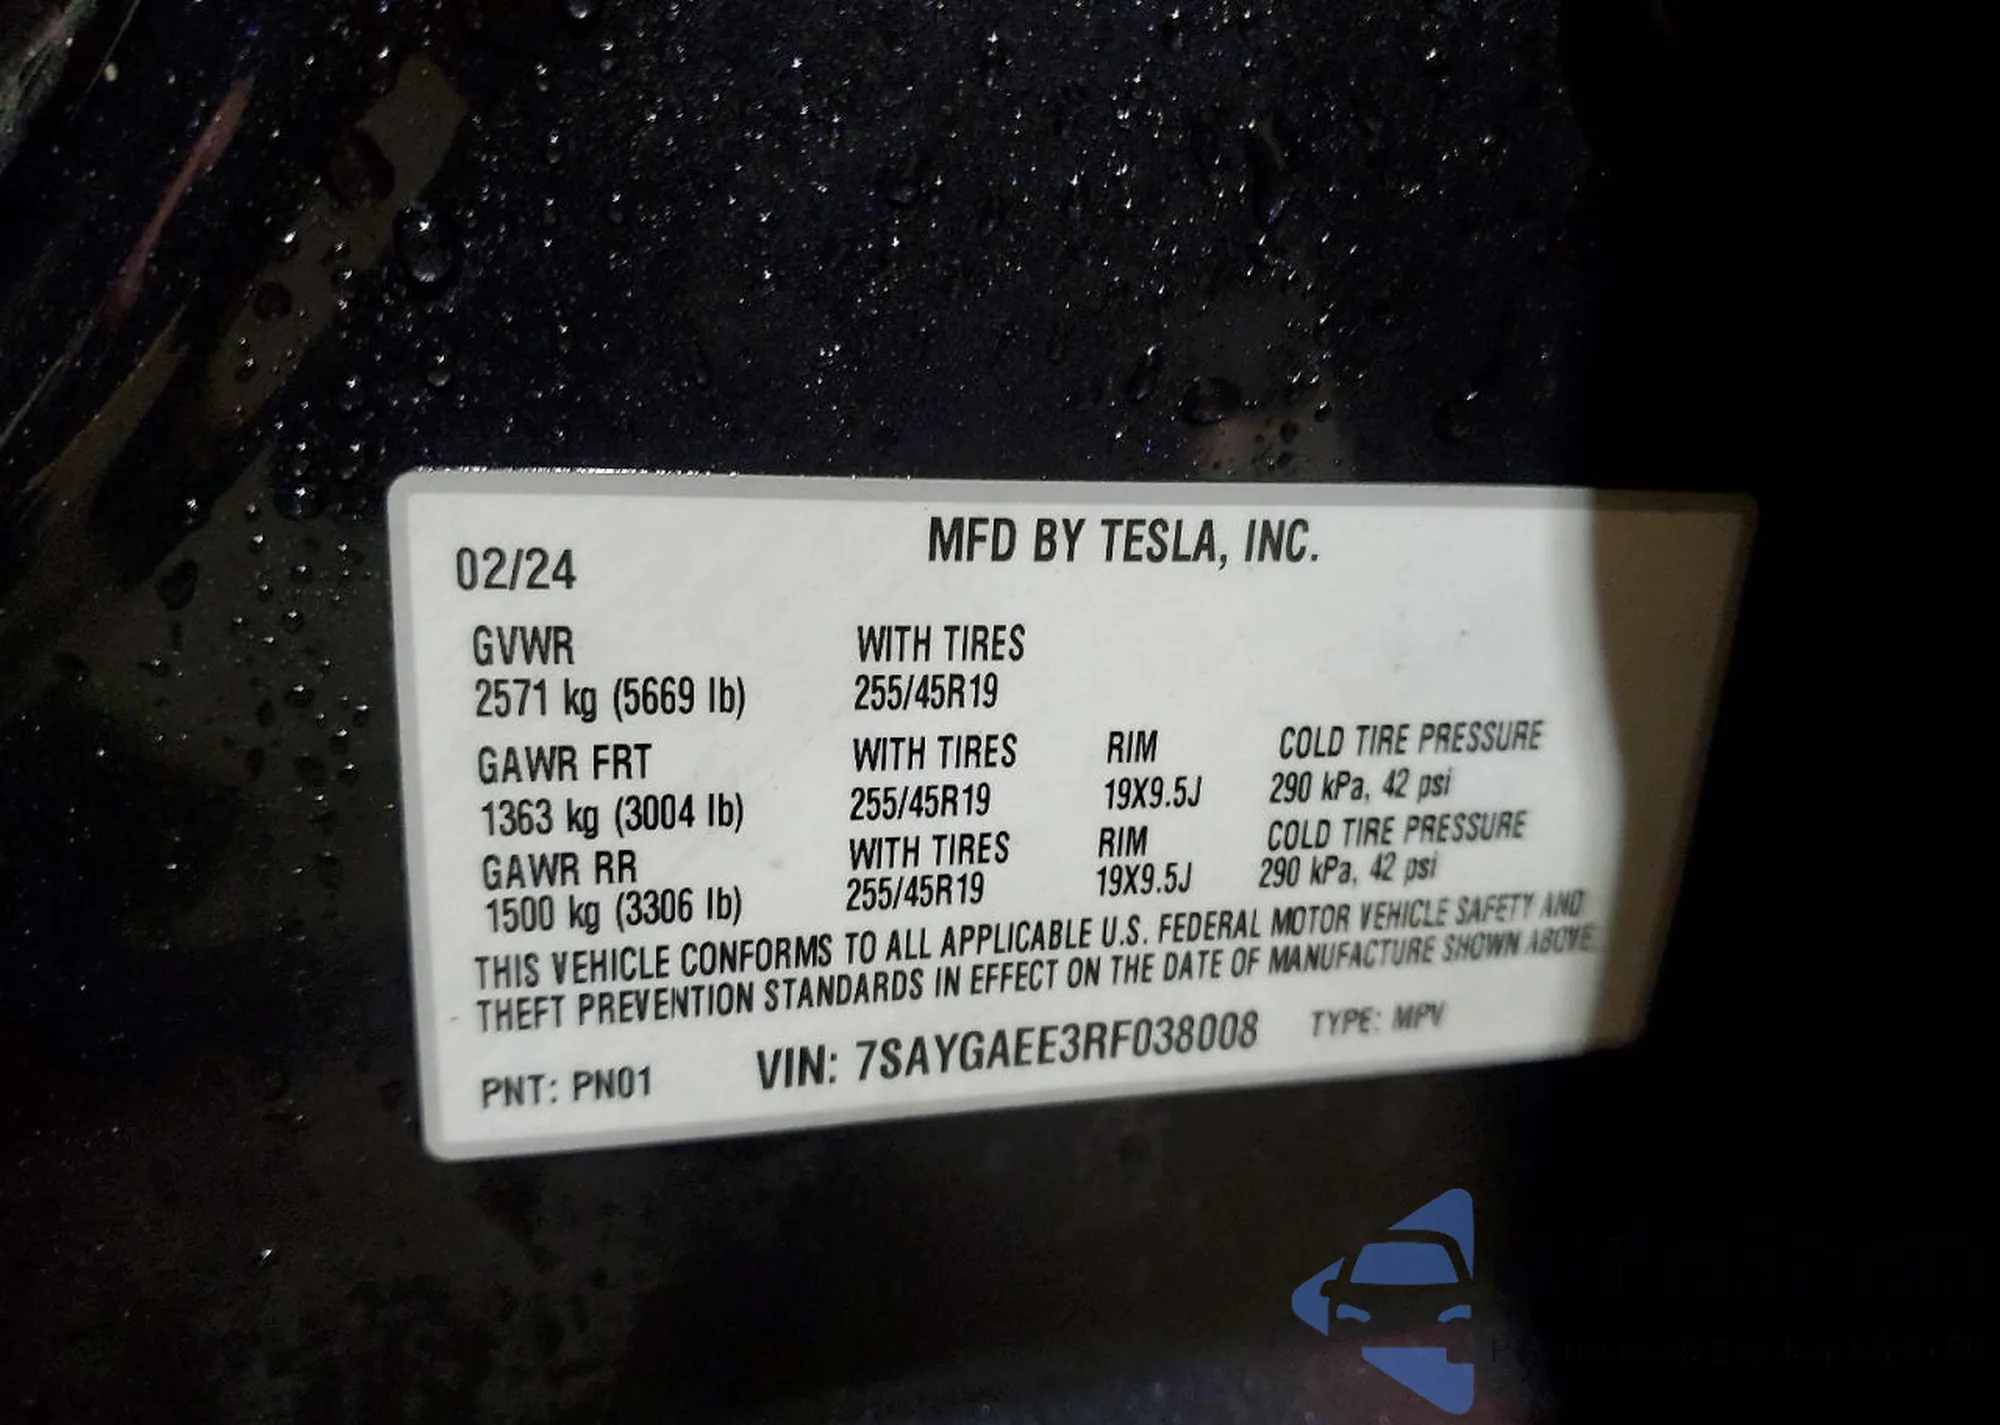 MFD BY TESLA, INC.
02/24
GVWR WITH TIRES
2571 kg (5669 lb) 255/45R19
GAWR FRT WITH TIRES RIM COLD TIRE PRESSURE
1363 kg (3004 lb) 255/45R19 19X9.5J 290 kPa, 42 psi
GAWR RR WITH TIRES RIM COLD TIRE PRESSURE
1500 kg (3306 lb) 255/45R19 19X9.5J 290 kPa, 42 psi
THIS VEHICLE CONFORMS TO ALL APPLICABLE U.S. FEDERAL MOTOR VEHICLE SAFETY AND
THEFT PREVENTION STANDARDS IN EFFECT ON THE DATE OF MANUFACTURE SHOWN ABOVE.
PNT: PN01 VIN: 7SAYGAEE3RF038008 TYPE: MPV